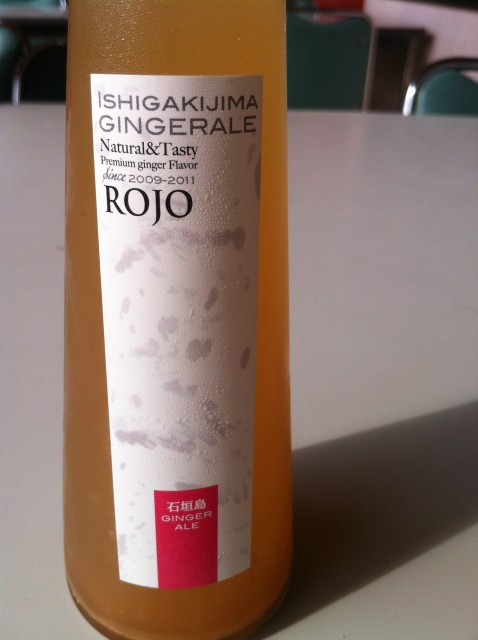 ISHIGAKIJIMA
GINGERALE
Natural&Tasty
Premium ginger Flavor
Since 2009-2011
ROJO
石垣島
GINGER
ALE